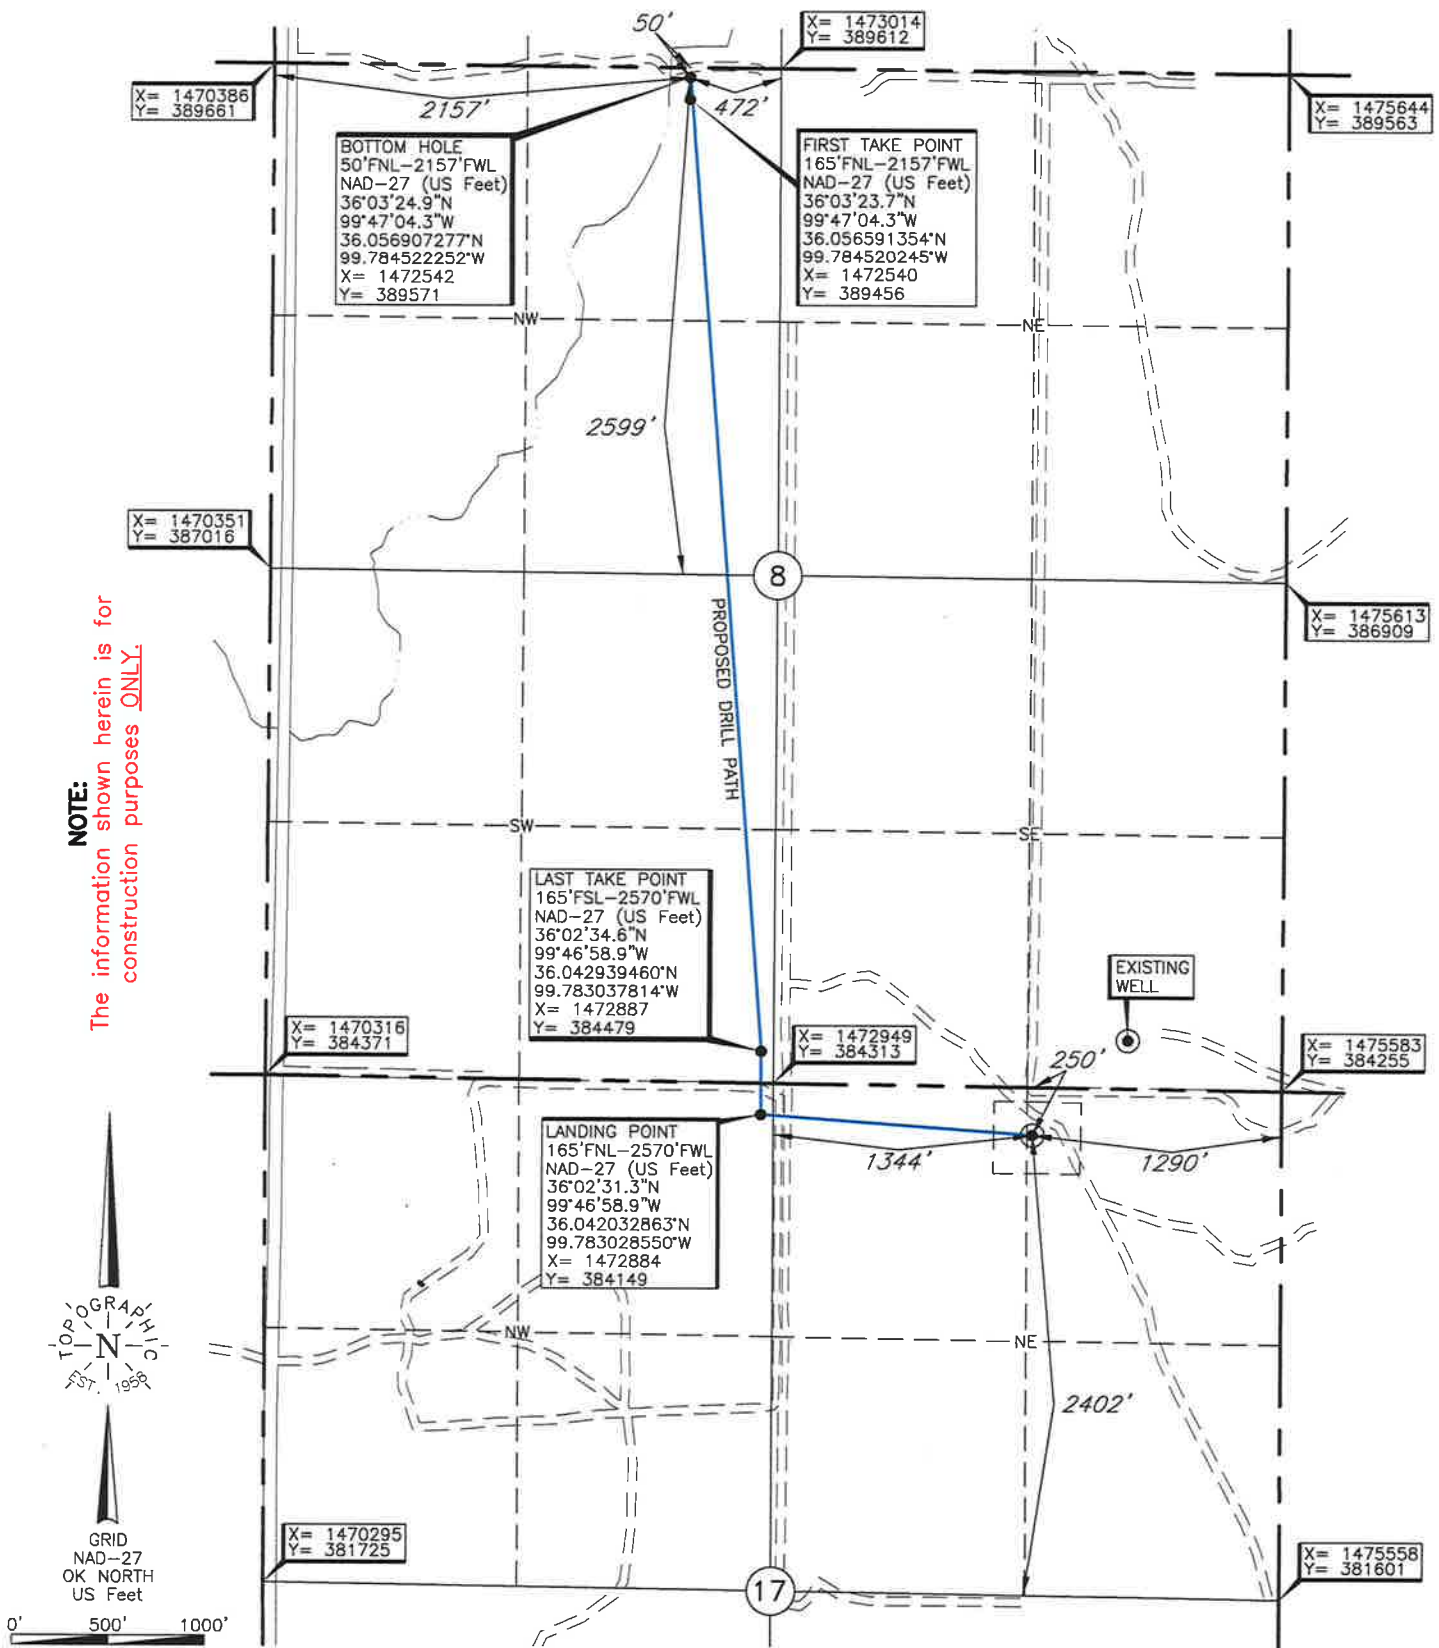 50'
X= 1473014
Y= 389612
X= 1470386
Y= 389661
2157'
472'
X= 1475644
Y= 389563
BOTTOM HOLE
50'FNL-2157'FWL
NAD-27 (US Feet)
36°03'24.9"N
99°47'04.3"W
36.056907277°N
99.784522252°W
X= 1472542
Y= 389571
FIRST TAKE POINT
165'FNL-2157'FWL
NAD-27 (US Feet)
36°03'23.7"N
99°47'04.3"W
36.056591354°N
99.784520245°W
X= 1472540
Y= 389456
NW
NE
2599'
X= 1470351
Y= 387016
8
X= 1475613
Y= 386909
PROPOSED DRILL PATH
NOTE:
The information shown herein is for
construction purposes ONLY.
SW
SE
LAST TAKE POINT
165'FSL-2570'FWL
NAD-27 (US Feet)
36°02'34.6"N
99°46'58.9"W
36.042939460°N
99.783037814°W
X= 1472887
Y= 384479
EXISTING
WELL
X= 1470316
Y= 384371
X= 1472949
Y= 384313
250'
X= 1475583
Y= 384255
LANDING POINT
165'FNL-2570'FWL
NAD-27 (US Feet)
36°02'31.3"N
99°46'58.9"W
36.042032863°N
99.783028550°W
X= 1472884
Y= 384149
1344'
1290'
TOPOGRAPHIC
N
EST. 1958
NW
NE
2402'
GRID
NAD-27
OK NORTH
US Feet
X= 1470295
Y= 381725
17
X= 1475558
Y= 381601
0' 500' 1000'